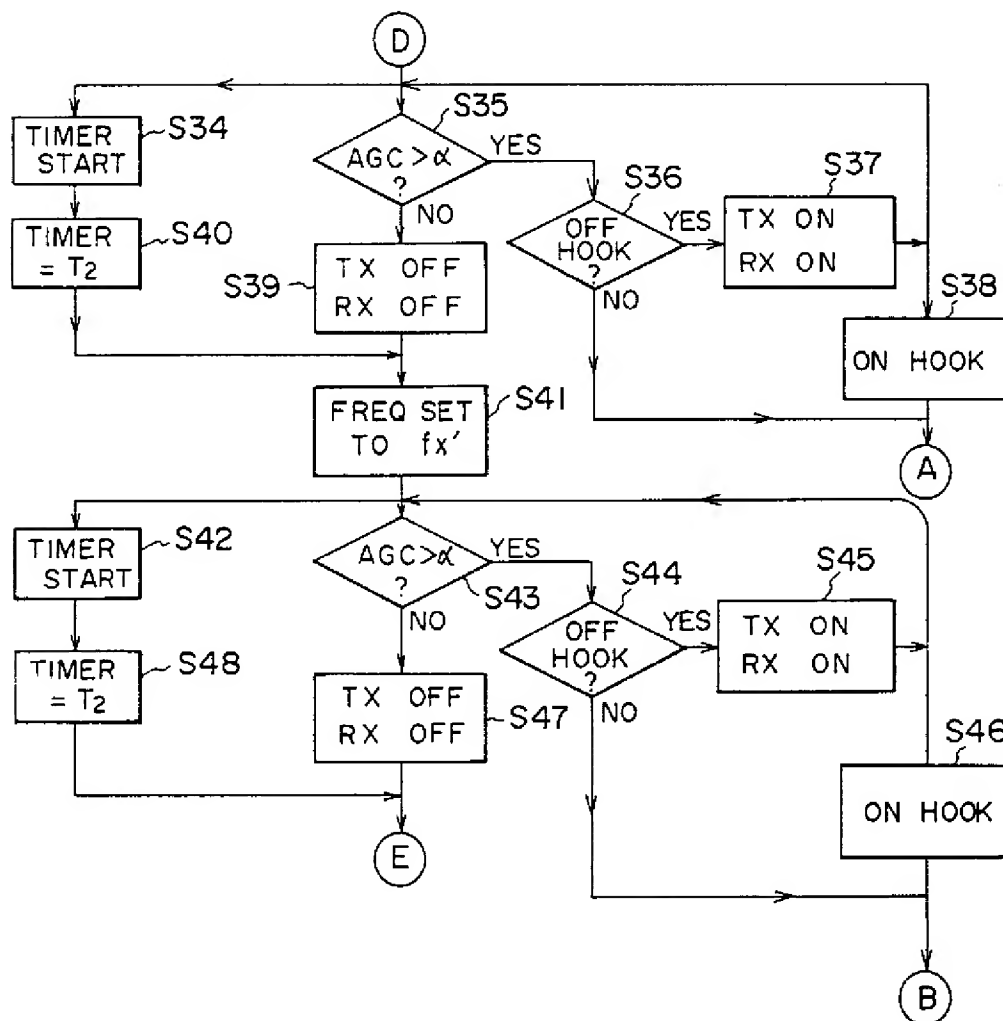 D
S34
TIMER
START
S35
AGC>α
?
YES
NO
S36
OFF
HOOK
?
YES
NO
S37
TX ON
RX ON
S38
ON HOOK
S40
TIMER
= T2
S39
TX OFF
RX OFF
S41
FREQ SET
TO fx'
A
S42
TIMER
START
AGC>α
?
YES
S43
NO
S44
OFF
HOOK
?
YES
NO
S45
TX ON
RX ON
S48
TIMER
= T2
TX OFF
RX OFF
S47
S46
ON HOOK
E
B